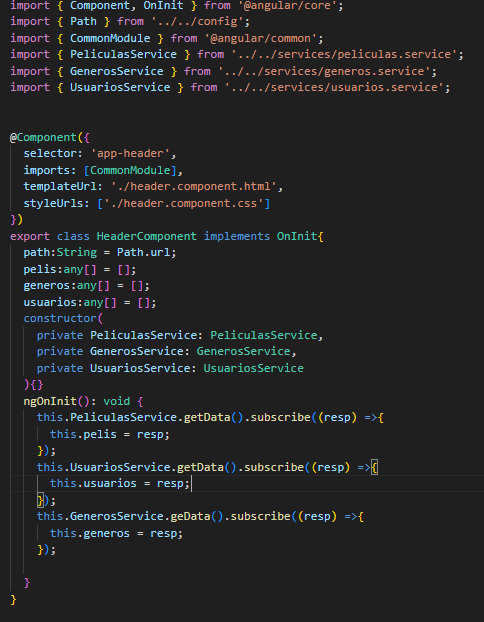 import { Component, OnInit } from '@angular/core';
import { Path } from '../../config';
import { CommonModule } from '@angular/common';
import { PeliculasService } from '../../services/peliculas.service';
import { GenerosService } from '../../services/generos.service';
import { UsuariosService } from '../../services/usuarios.service';
@Component({
  selector: 'app-header',
  imports: [CommonModule],
  templateUrl: './header.component.html',
  styleUrls: ['./header.component.css']
})
export class HeaderComponent implements OnInit{
  path:String = Path.url;
  pelis:any[] = [];
  generos:any[] = [];
  usuarios:any[] = [];
  constructor(
    private PeliculasService: PeliculasService,
    private GenerosService: GenerosService,
    private UsuariosService: UsuariosService
  ){}
  ngOnInit(): void {
    this.PeliculasService.getData().subscribe((resp) =>{
      this.pelis = resp;
    });
    this.UsuariosService.getData().subscribe((resp) =>{
      this.usuarios = resp;
    });
    this.GenerosService.geData().subscribe((resp) =>{
      this.generos = resp;
    });
  }
}